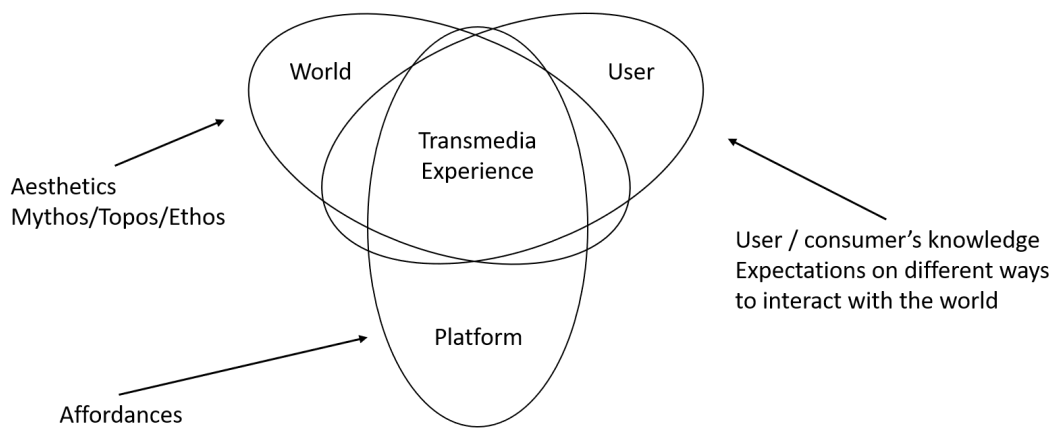 World
User
Transmedia
Experience
Aesthetics
Mythos/Topos/Ethos
User / consumer’s knowledge
Expectations on different ways
to interact with the world
Platform
Affordances